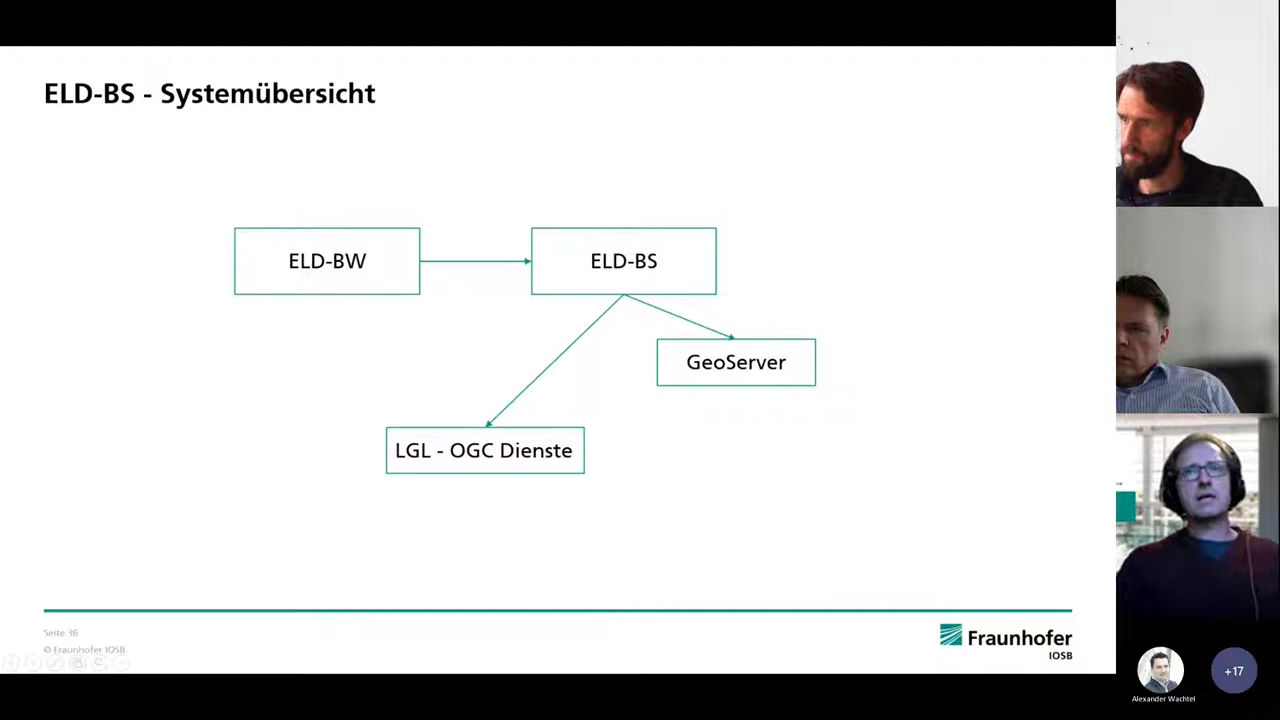 ELD-BS - Systemübersicht
ELD-BW
ELD-BS
GeoServer
LGL - OGC Dienste
Seite 36
© Fraunhofer IOSB
Fraunhofer
IOSB
Alexander Wachtel
+17